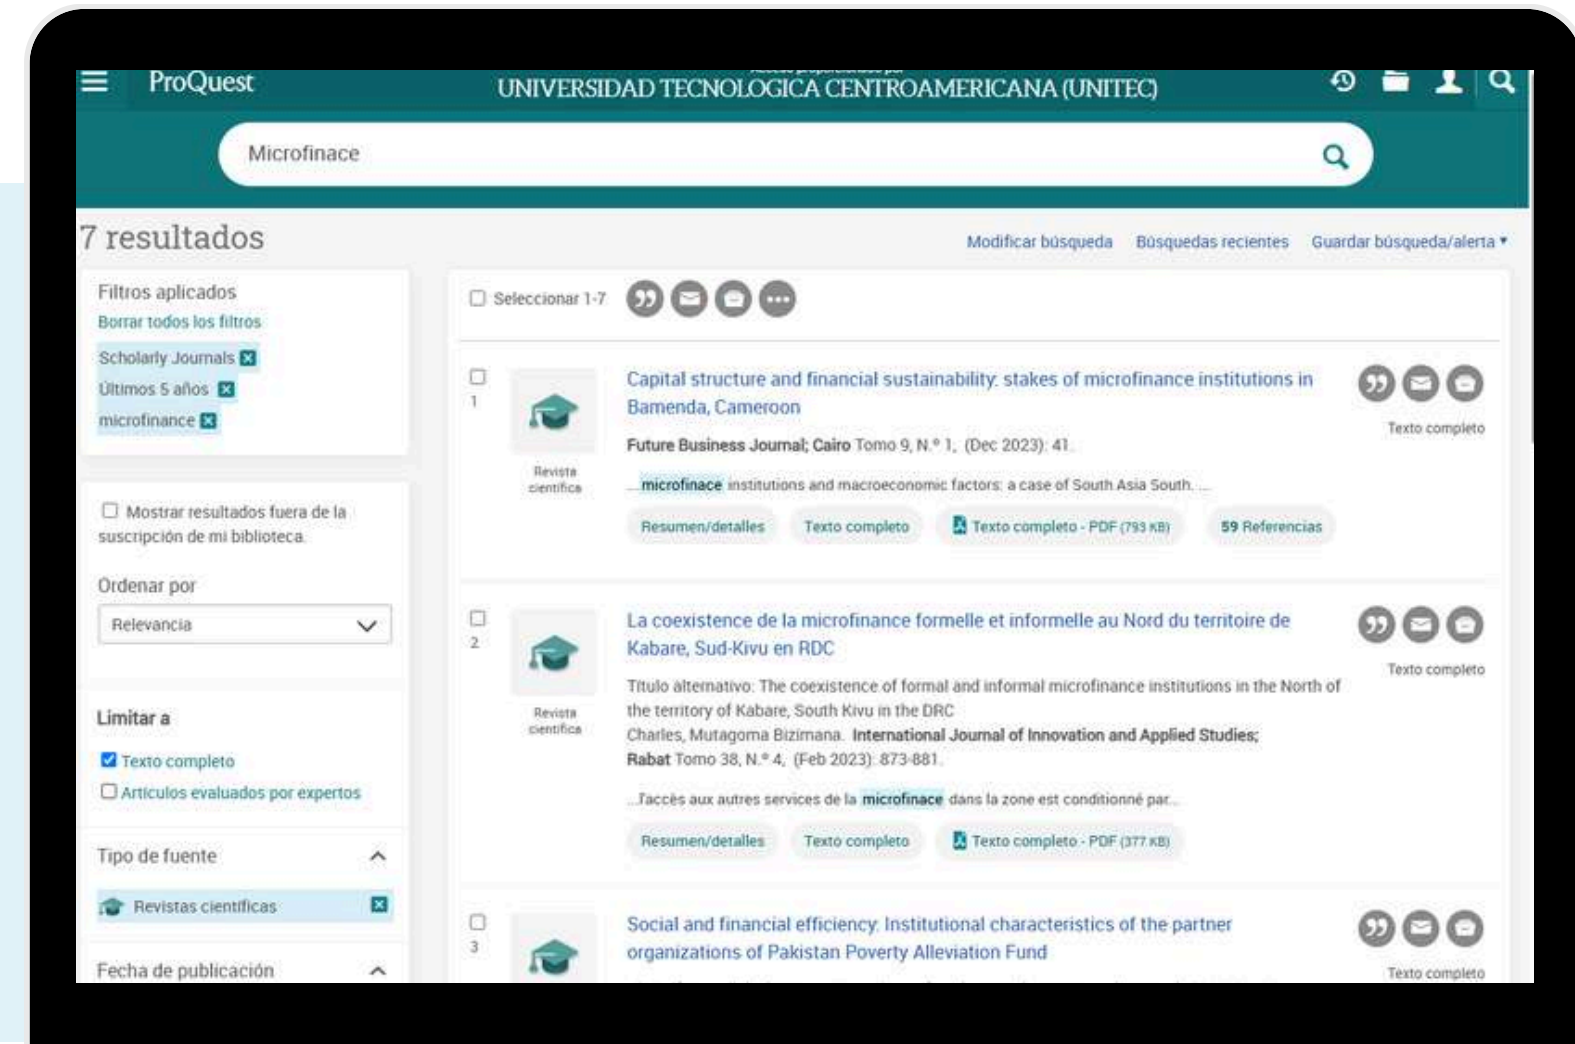 ProQuest
UNIVERSIDAD TECNOLOGICA CENTROAMERICANA (UNITEC)
Microfinace
7 resultados
Modificar búsqueda Búsquedas recientes Guardar búsqueda/alerta
Filtros aplicados
Borrar todos los filtros
Scholarly Journals
Últimos 5 años
microfinance
Mostrar resultados fuera de la
suscripción de mi biblioteca.
Ordenar por
Relevancia
Limitar a
Texto completo
Artículos evaluados por expertos
Tipo de fuente
Revistas científicas
Fecha de publicación
Seleccionar 1-7
1
Revista
científica
Capital structure and financial sustainability: stakes of microfinance institutions in
Bamenda, Cameroon
Future Business Journal; Cairo Tomo 9, N.º 1, (Dec 2023): 41.
...microfinace institutions and macroeconomic factors: a case of South Asia South. ...
Resumen/detalles Texto completo Texto completo - PDF (793 KB) 59 Referencias
Texto completo
2
Revista
científica
La coexistence de la microfinance formelle et informelle au Nord du territoire de
Kabare, Sud-Kivu en RDC
Título alternativo: The coexistence of formal and informal microfinance institutions in the North of
the territory of Kabare, South Kivu in the DRC
Charles, Mutagoma Bizimana. International Journal of Innovation and Applied Studies;
Rabat Tomo 38, N.º 4, (Feb 2023): 873-881.
...l'accès aux autres services de la microfinace dans la zone est conditionné par...
Resumen/detalles Texto completo Texto completo - PDF (377 KB)
Texto completo
3
Social and financial efficiency: Institutional characteristics of the partner
organizations of Pakistan Poverty Alleviation Fund
Texto completo